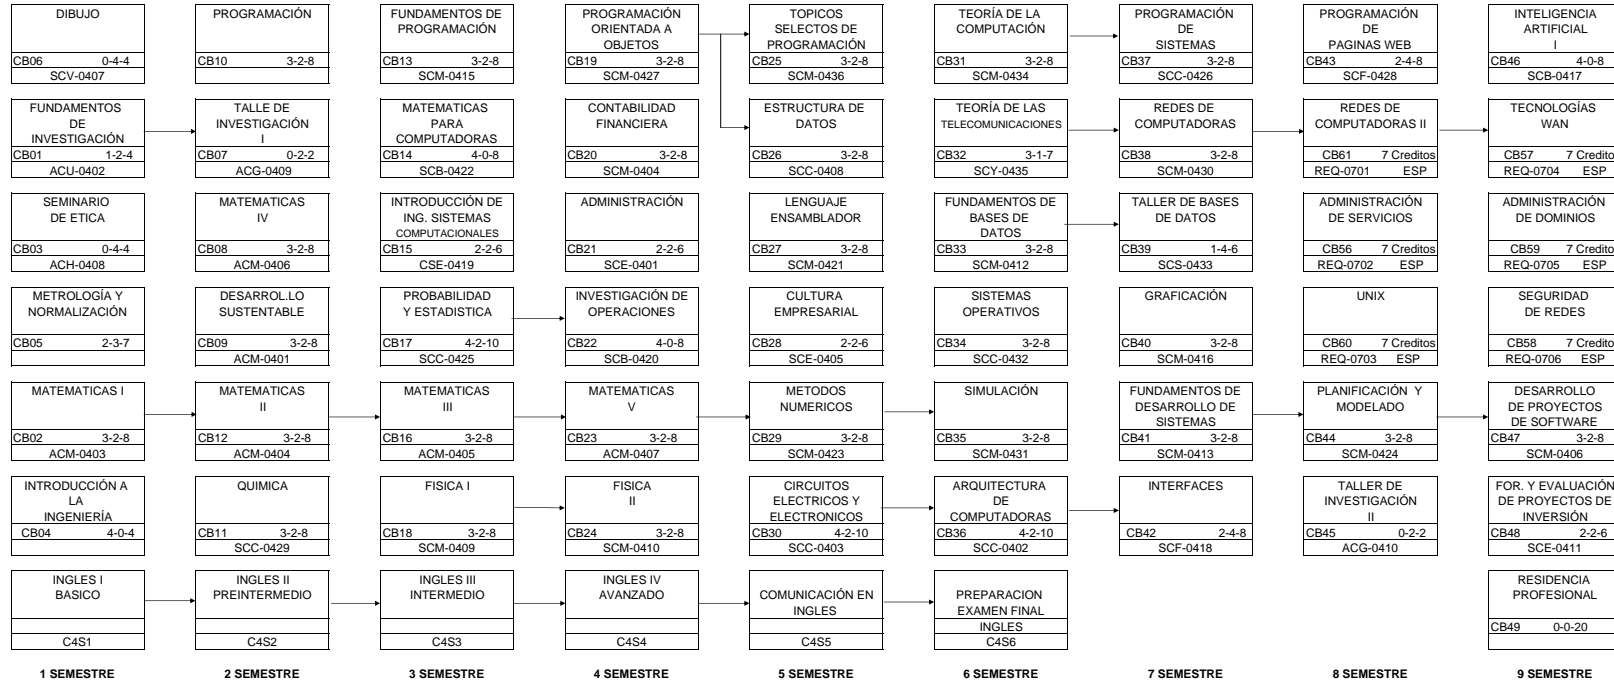 DIBUJO
CB06 0-4-4
SCV-0407
PROGRAMACIÓN
CB10 3-2-8
FUNDAMENTOS DE
PROGRAMACIÓN
CB13 3-2-8
SCM-0415
PROGRAMACIÓN
ORIENTADA A
OBJETOS
CB19 3-2-8
SCM-0427
TOPICOS
SELECTOS DE
PROGRAMACIÓN
CB25 3-2-8
SCM-0436
TEORÍA DE LA
COMPUTACIÓN
CB31 3-2-8
SCM-0434
PROGRAMACIÓN
DE
SISTEMAS
CB37 3-2-8
SCC-0426
PROGRAMACIÓN
DE
PAGINAS WEB
CB43 2-4-8
SCF-0428
INTELIGENCIA
ARTIFICIAL
I
CB46 4-0-8
SCB-0417
FUNDAMENTOS
DE
INVESTIGACIÓN
CB01 1-2-4
ACU-0402
TALLE DE
INVESTIGACIÓN
I
CB07 0-2-2
ACG-0409
MATEMATICAS
PARA
COMPUTADORAS
CB14 4-0-8
SCB-0422
CONTABILIDAD
FINANCIERA
CB20 3-2-8
SCM-0404
ESTRUCTURA DE
DATOS
CB26 3-2-8
SCC-0408
TEORÍA DE LAS
TELECOMUNICACIONES
CB32 3-1-7
SCY-0435
REDES DE
COMPUTADORAS
CB38 3-2-8
SCM-0430
REDES DE
COMPUTADORAS II
CB61 7 Creditos
REQ-0701 ESP
TECNOLOGÍAS
WAN
CB57 7 Credito
REQ-0704 ESP
SEMINARIO
DE ETICA
CB03 0-4-4
ACH-0408
MATEMATICAS
IV
CB08 3-2-8
ACM-0406
INTRODUCCIÓN DE
ING. SISTEMAS
COMPUTACIONALES
CB15 2-2-6
CSE-0419
ADMINISTRACIÓN
CB21 2-2-6
SCE-0401
LENGUAJE
ENSAMBLADOR
CB27 3-2-8
SCM-0421
FUNDAMENTOS DE
BASES DE
DATOS
CB33 3-2-8
SCM-0412
TALLER DE BASES
DE DATOS
CB39 1-4-6
SCS-0433
ADMINISTRACIÓN
DE SERVICIOS
CB56 7 Creditos
REQ-0702 ESP
ADMINISTRACIÓN
DE DOMINIOS
CB59 7 Credito
REQ-0705 ESP
METROLOGÍA Y
NORMALIZACIÓN
CB05 2-3-7
DESARROL.LO
SUSTENTABLE
CB09 3-2-8
ACM-0401
PROBABILIDAD
Y ESTADISTICA
CB17 4-2-10
SCC-0425
INVESTIGACIÓN DE
OPERACIONES
CB22 4-0-8
SCB-0420
CULTURA
EMPRESARIAL
CB28 2-2-6
SCE-0405
SISTEMAS
OPERATIVOS
CB34 3-2-8
SCC-0432
GRAFICACIÓN
CB40 3-2-8
SCM-0416
UNIX
CB60 7 Creditos
REQ-0703 ESP
SEGURIDAD
DE REDES
CB58 7 Credito
REQ-0706 ESP
MATEMATICAS I
CB02 3-2-8
ACM-0403
MATEMATICAS
II
CB12 3-2-8
ACM-0404
MATEMATICAS
III
CB16 3-2-8
ACM-0405
MATEMATICAS
V
CB23 3-2-8
ACM-0407
METODOS
NUMERICOS
CB29 3-2-8
SCM-0423
SIMULACIÓN
CB35 3-2-8
SCM-0431
FUNDAMENTOS DE
DESARROLLO DE
SISTEMAS
CB41 3-2-8
SCM-0413
PLANIFICACIÓN Y
MODELADO
CB44 3-2-8
SCM-0424
DESARROLLO
DE PROYECTOS
DE SOFTWARE
CB47 3-2-8
SCM-0406
INTRODUCCIÓN A
LA
INGENIERÍA
CB04 4-0-4
QUIMICA
CB11 3-2-8
SCC-0429
FISICA I
CB18 3-2-8
SCM-0409
FISICA
II
CB24 3-2-8
SCM-0410
CIRCUITOS
ELECTRICOS Y
ELECTRONICOS
CB30 4-2-10
SCC-0403
ARQUITECTURA
DE
COMPUTADORAS
CB36 4-2-10
SCC-0402
INTERFACES
CB42 2-4-8
SCF-0418
TALLER DE
INVESTIGACIÓN
II
CB45 0-2-2
ACG-0410
FOR. Y EVALUACIÓN
DE PROYECTOS DE
INVERSIÓN
CB48 2-2-6
SCE-0411
INGLES I
BASICO
C4S1
INGLES II
PREINTERMEDIO
C4S2
INGLES III
INTERMEDIO
C4S3
INGLES IV
AVANZADO
C4S4
COMUNICACIÓN EN
INGLES
C4S5
PREPARACION
EXAMEN FINAL
INGLES
C4S6
RESIDENCIA
PROFESIONAL
CB49 0-0-20
1 SEMESTRE
2 SEMESTRE
3 SEMESTRE
4 SEMESTRE
5 SEMESTRE
6 SEMESTRE
7 SEMESTRE
8 SEMESTRE
9 SEMESTRE